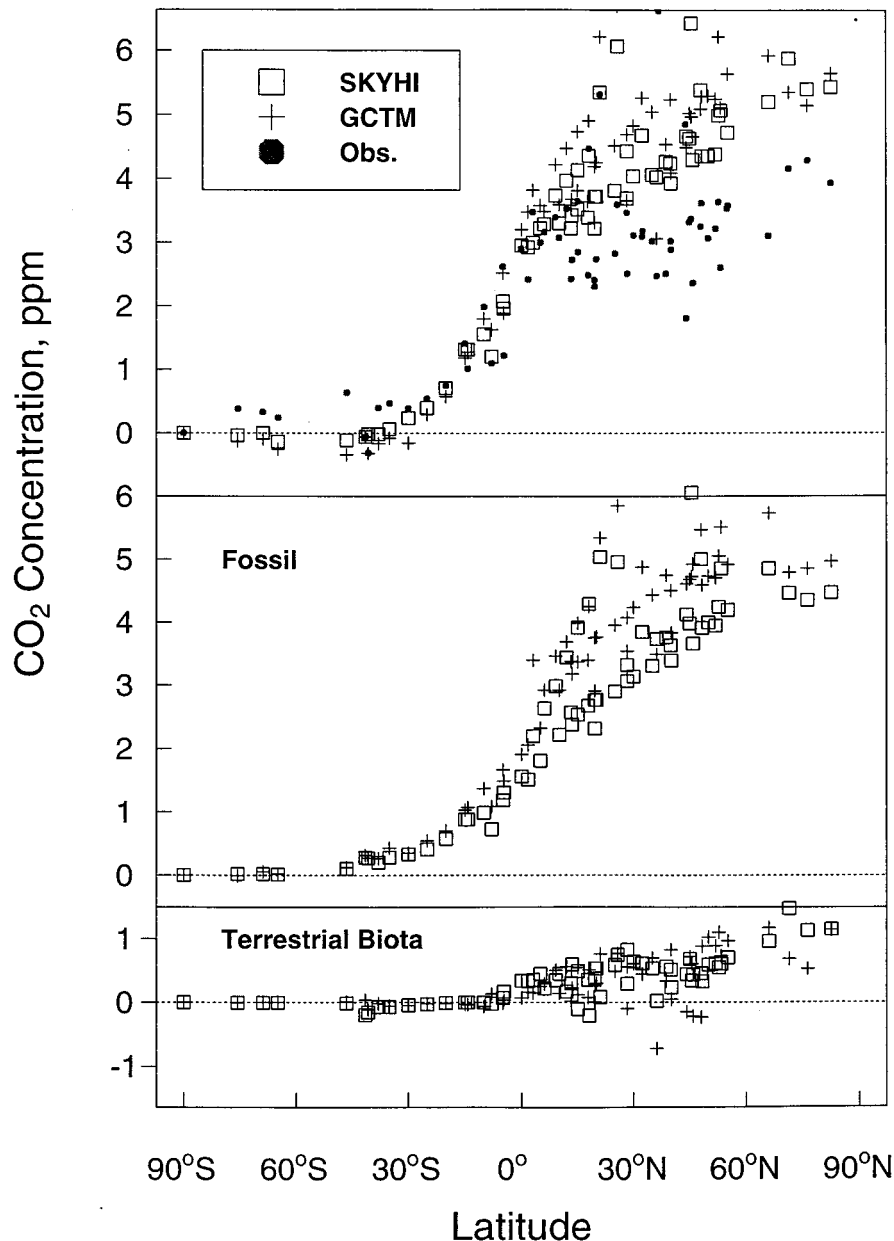 6
5
4
3
2
1
0
SKYHI
GCTM
Obs.
CO2 Concentration, ppm
6
5
4
3
2
1
0
Fossil
1
0
-1
Terrestrial Biota
90°S 60°S 30°S 0° 30°N 60°N 90°N
Latitude